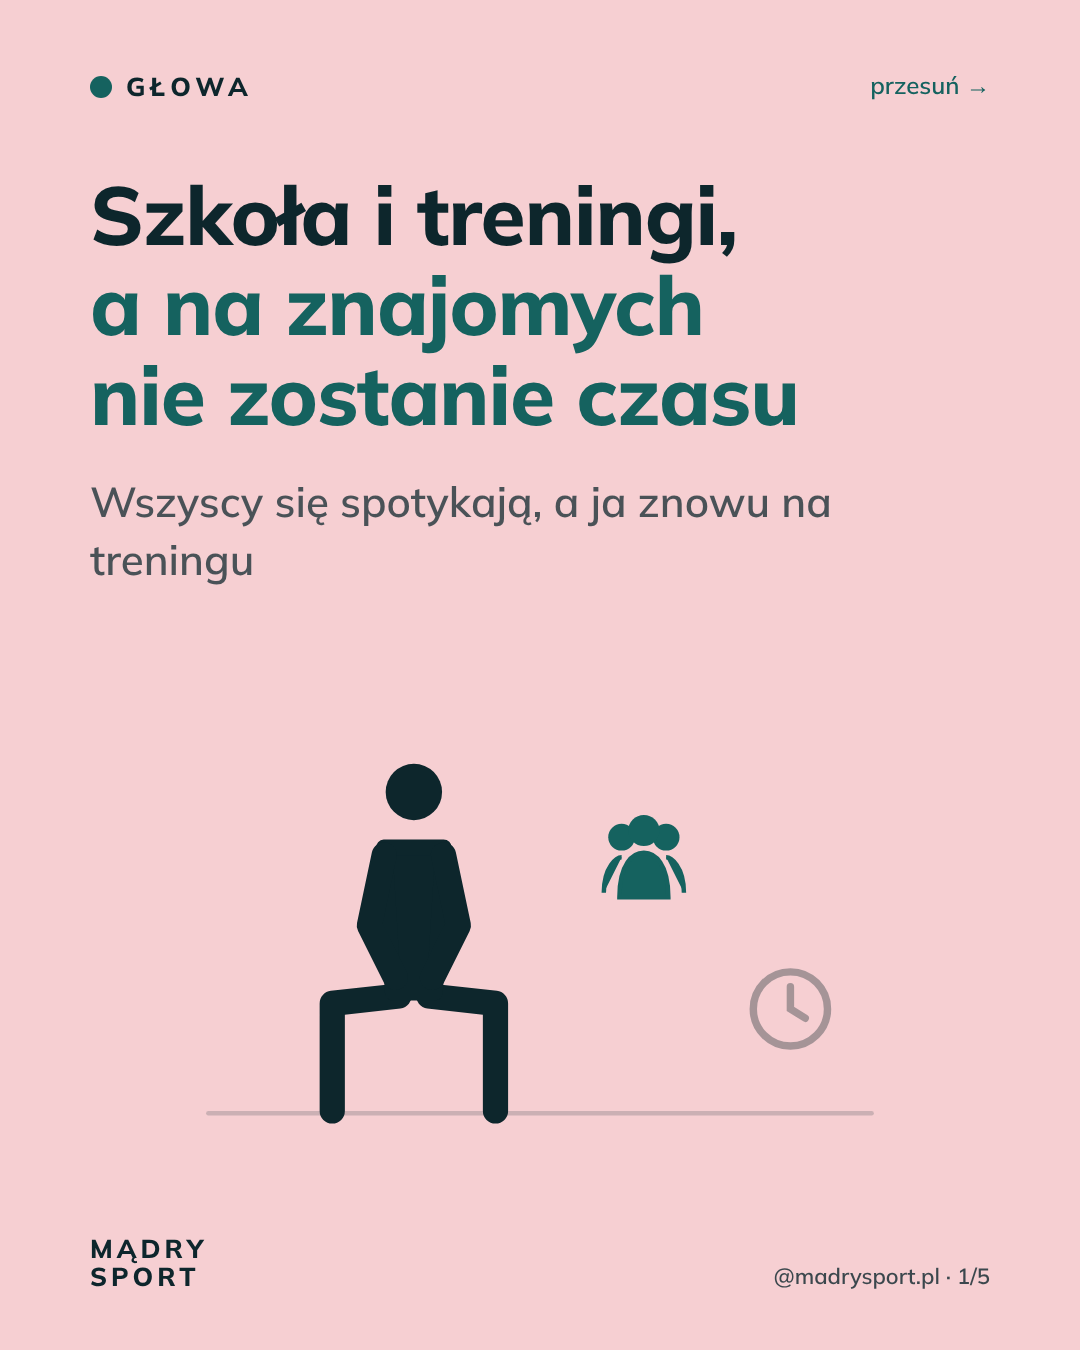 GŁOWA
przesuń →
Szkoła i treningi,
a na znajomych
nie zostanie czasu
Wszyscy się spotykają, a ja znowu na
treningu
MĄDRY
SPORT
@madrysport.pl · 1/5